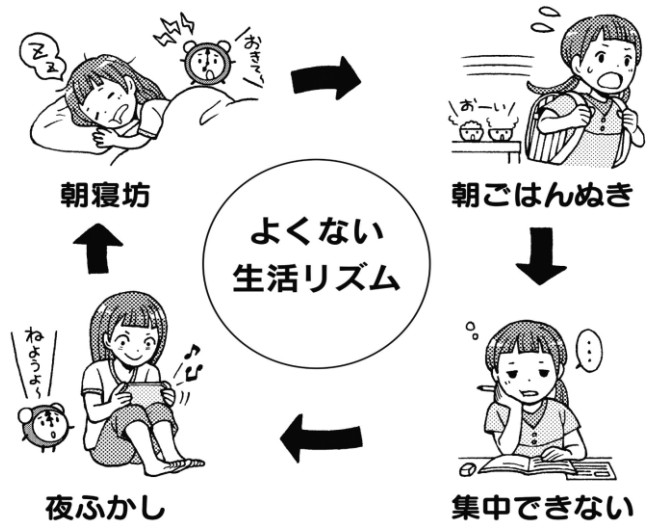 ZZ
おきて〜
おーい
朝寝坊
朝ごはんぬき
よくない
生活リズム
ねようよ〜
...
夜ふかし
集中できない